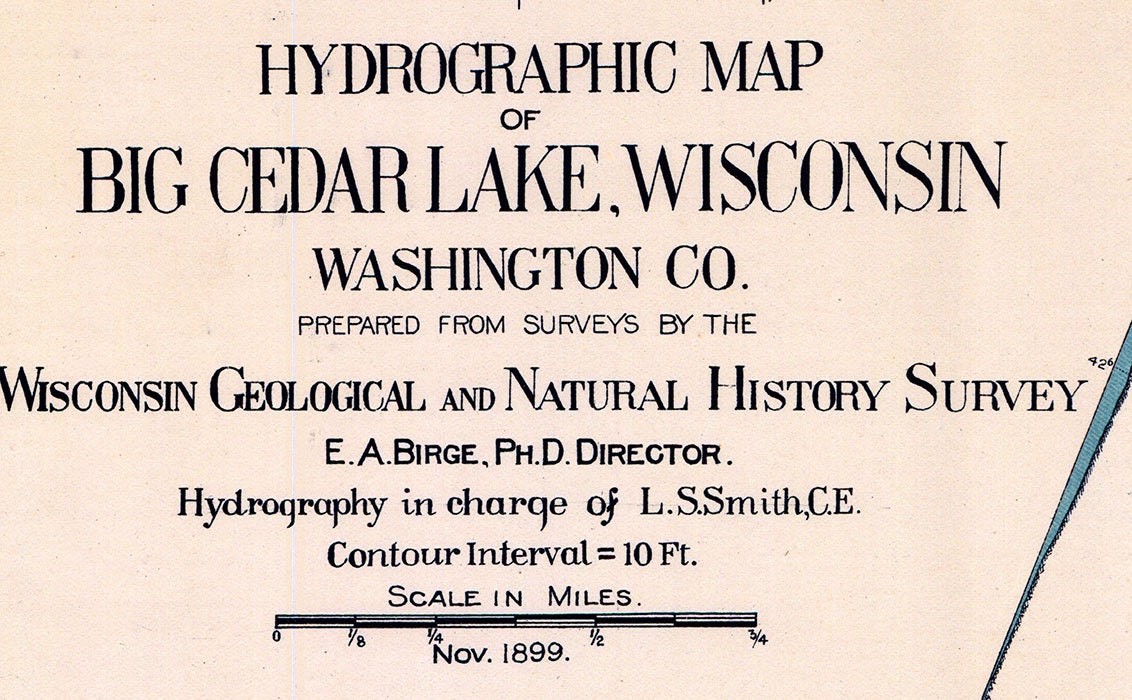 HYDROGRAPHIC MAP
OF
BIG CEDAR LAKE, WISCONSIN
WASHINGTON CO.
PREPARED FROM SURVEYS BY THE
426
WISCONSIN GEOLOGICAL AND NATURAL HISTORY SURVEY
E. A. BIRGE, PH.D. DIRECTOR.
Hydrography in charge of L.S.Smith, C.E.
Contour Interval = 10 Ft.
SCALE IN MILES.
0 1/8 1/4 1/2 3/4
Nov. 1899.